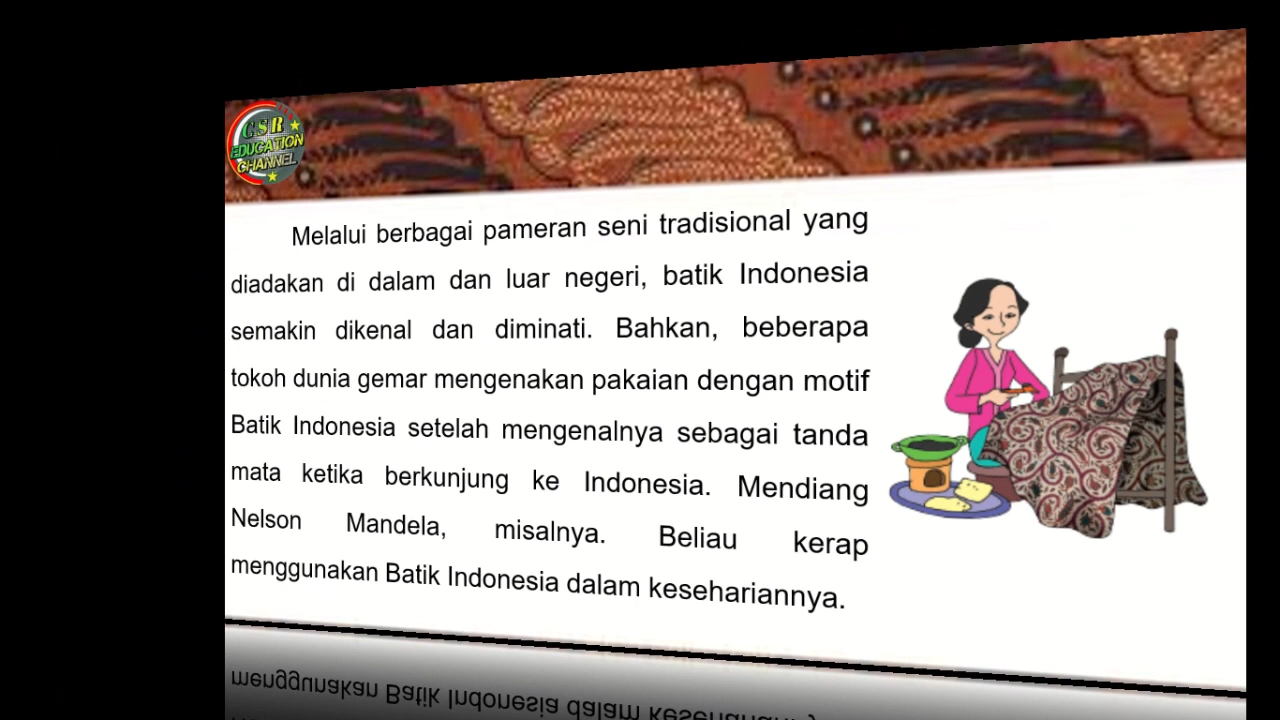 GSR
EDUCATION
CHANNEL
Melalui berbagai pameran seni tradisional yang
diadakan di dalam dan luar negeri, batik Indonesia
semakin dikenal dan diminati. Bahkan, beberapa
tokoh dunia gemar mengenakan pakaian dengan motif
Batik Indonesia setelah mengenalnya sebagai tanda
mata ketika berkunjung ke Indonesia. Mendiang
Nelson Mandela, misalnya. Beliau kerap
menggunakan Batik Indonesia dalam kesehariannya.